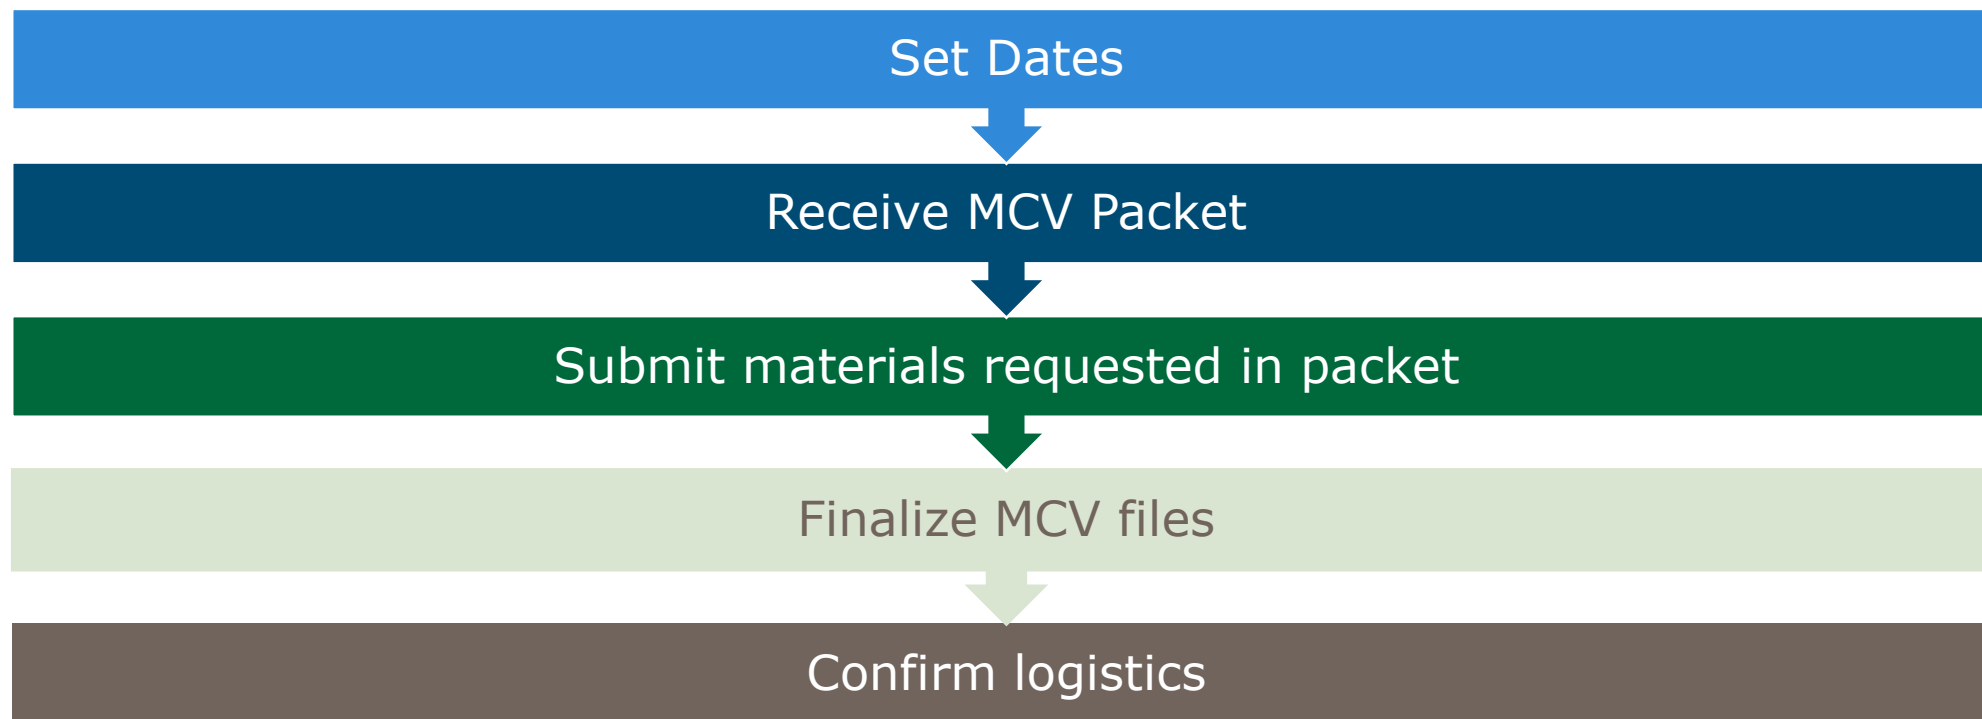 Set Dates
Receive MCV Packet
Submit materials requested in packet
Finalize MCV files
Confirm logistics